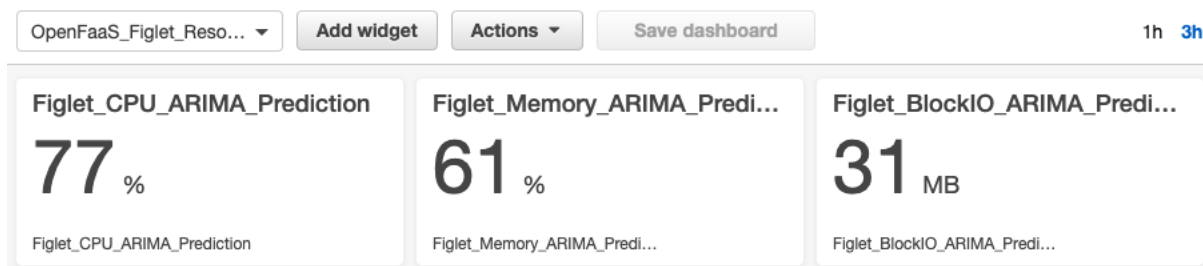 OpenFaaS_Figlet_Reso... Add widget Actions Save dashboard 1h 3h
Figlet_CPU_ARIMA_Prediction Figlet_Memory_ARIMA_Predi... Figlet_BlockIO_ARIMA_Predi...
77 % 61 % 31 MB
Figlet_CPU_ARIMA_Prediction Figlet_Memory_ARIMA_Predi... Figlet_BlockIO_ARIMA_Predi...